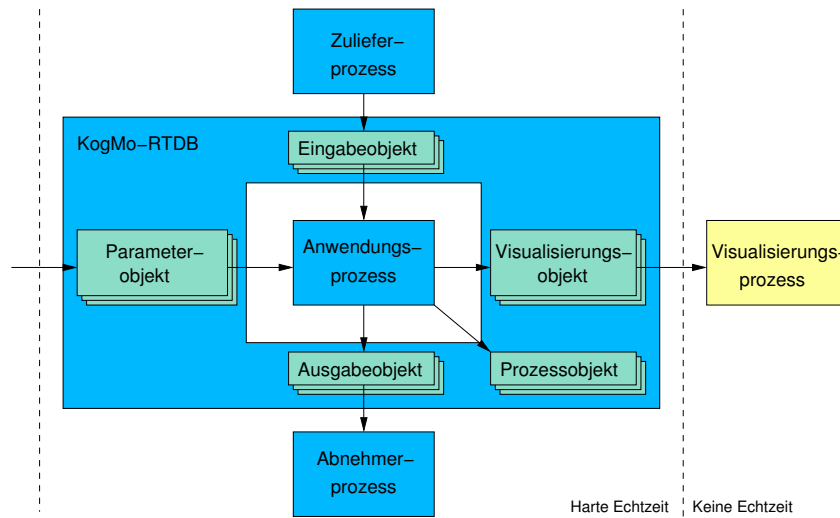 Zuliefer−
prozess
KogMo−RTDB
Eingabeobjekt
Parameter−
objekt
Anwendungs−
prozess
Visualisierungs−
objekt
Visualisierungs−
prozess
Ausgabeobjekt
Prozessobjekt
Abnehmer−
prozess
Harte Echtzeit
Keine Echtzeit